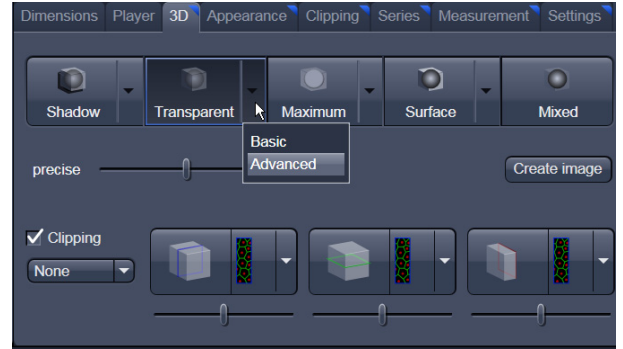 Dimensions Player 3D Appearance Clipping Series Measurement Settings
Shadow Transparent Maximum Surface Mixed
Basic
Advanced
precise
Create image
Clipping
None